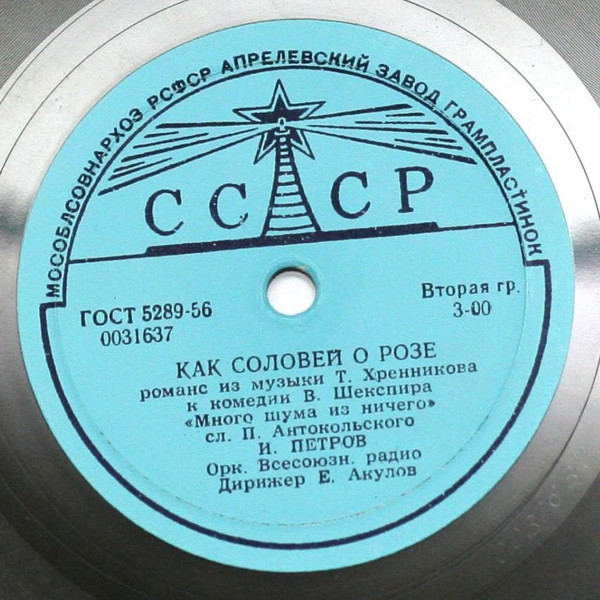 МОСОБЛСОВНАРХОЗ РСФСР АПРЕЛЕВСКИЙ ЗАВОД ГРАМПЛАСТИНОК
СССР
ГОСТ 5289-56
0031637
Вторая гр.
3-00
КАК СОЛОВЕЙ О РОЗЕ
романс из музыки Т. Хренникова
к комедии В. Шекспира
«Много шума из ничего»
сл. П. Антокольского
И. ПЕТРОВ
Орк. Всесоюзн. радио
Дирижер Е. Акулов